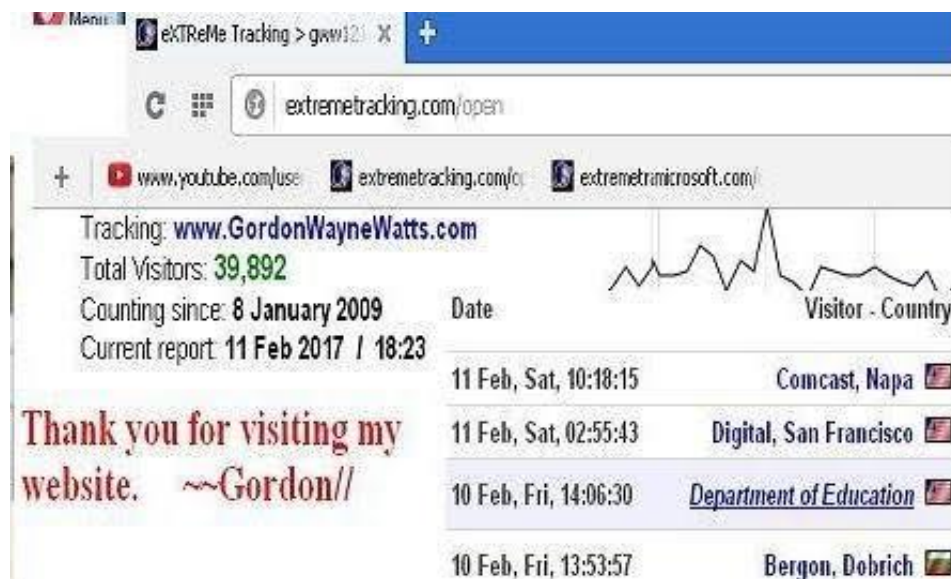 Menu
eXTReMe Tracking > gww121
extremetracking.com/open
www.youtube.com/use extremetracking.com/o extremetrimicrosoft.com/
Tracking: www.GordonWayneWatts.com
Total Visitors: 39,892
Counting since: 8 January 2009
Current report: 11 Feb 2017 / 18:23
Thank you for visiting my
website. ~~Gordon//
Date Visitor - Country
11 Feb, Sat, 10:18:15 Comcast, Napa
11 Feb, Sat, 02:55:43 Digital, San Francisco
10 Feb, Fri, 14:06:30 Department of Education
10 Feb, Fri, 13:53:57 Bergon, Dobrich